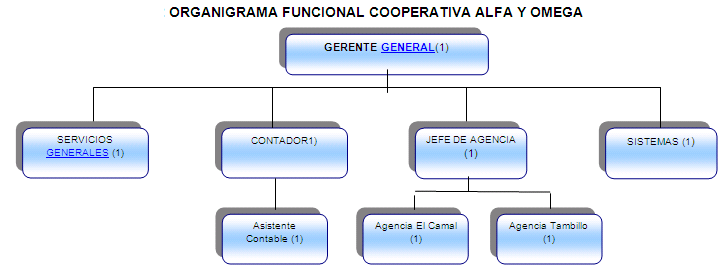 ORGANIGRAMA FUNCIONAL COOPERATIVA ALFA Y OMEGA
GERENTE GENERAL(1)
SERVICIOS
GENERALES (1)
CONTADOR1)
JEFE DE AGENCIA
(1)
SISTEMAS (1)
Asistente
Contable (1)
Agencia El Camal
(1)
Agencia Tambillo
(1)